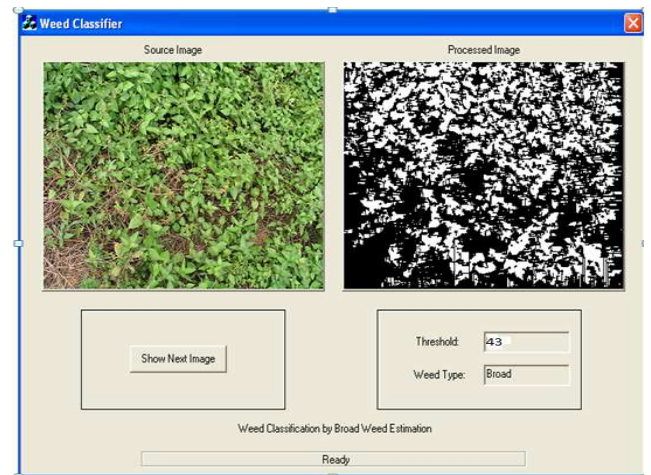 Weed Classifier
Source Image
Processed Image
Show Next Image
Threshold: 43
Weed Type: Broad
Weed Classification by Broad Weed Estimation
Ready